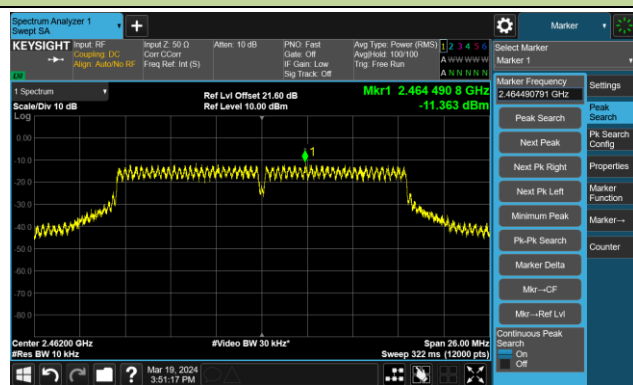 Spectrum Analyzer 1
Swept SA
+
Marker
KEYSIGHT
Input: RF
Coupling: DC
Align: Auto/No RF
Input Z: 50 Ω
Corr CCorr
Freq Ref: Int (S)
Atten: 10 dB
PNO: Fast
Gate: Off
IF Gain: Low
Sig Track: Off
Avg Type: Power (RMS)
Avg|Hold: 100/100
Trig: Free Run
1 2 3 4 5 6
A W W W W W
A N N N N N
Select Marker
Marker 1
1 Spectrum
Scale/Div 10 dB
Log
Ref Lvl Offset 21.60 dB
Ref Level 10.00 dBm
Mkr1 2.464 490 8 GHz
-11.363 dBm
Marker Frequency
2.464490791 GHz
Settings
Peak Search
Peak
Search
Next Peak
Pk Search
Config
Next Pk Right
Properties
Next Pk Left
Marker
Function
Minimum Peak
Marker→
Pk-Pk Search
Counter
Marker Delta
Mkr→CF
Mkr→Ref Lvl
Continuous Peak
Search
On
Off
0.00
-10.0
-20.0
-30.0
-40.0
-50.0
-60.0
-70.0
-80.0
1
Center 2.46200 GHz
#Res BW 10 kHz
#Video BW 30 kHz*
Span 26.00 MHz
Sweep 322 ms (12000 pts)
?
Mar 19, 2024
3:51:17 PM